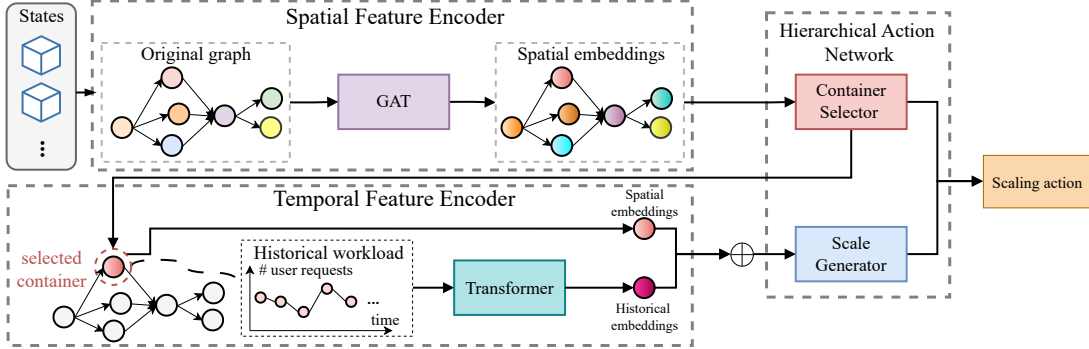 States
Spatial Feature Encoder
Original graph
GAT
Spatial embeddings
Hierarchical Action
Network
Container
Selector
Scaling action
Temporal Feature Encoder
selected
container
Historical workload
# user requests
...
time
Transformer
Spatial
embeddings
Historical
embeddings
Scale
Generator